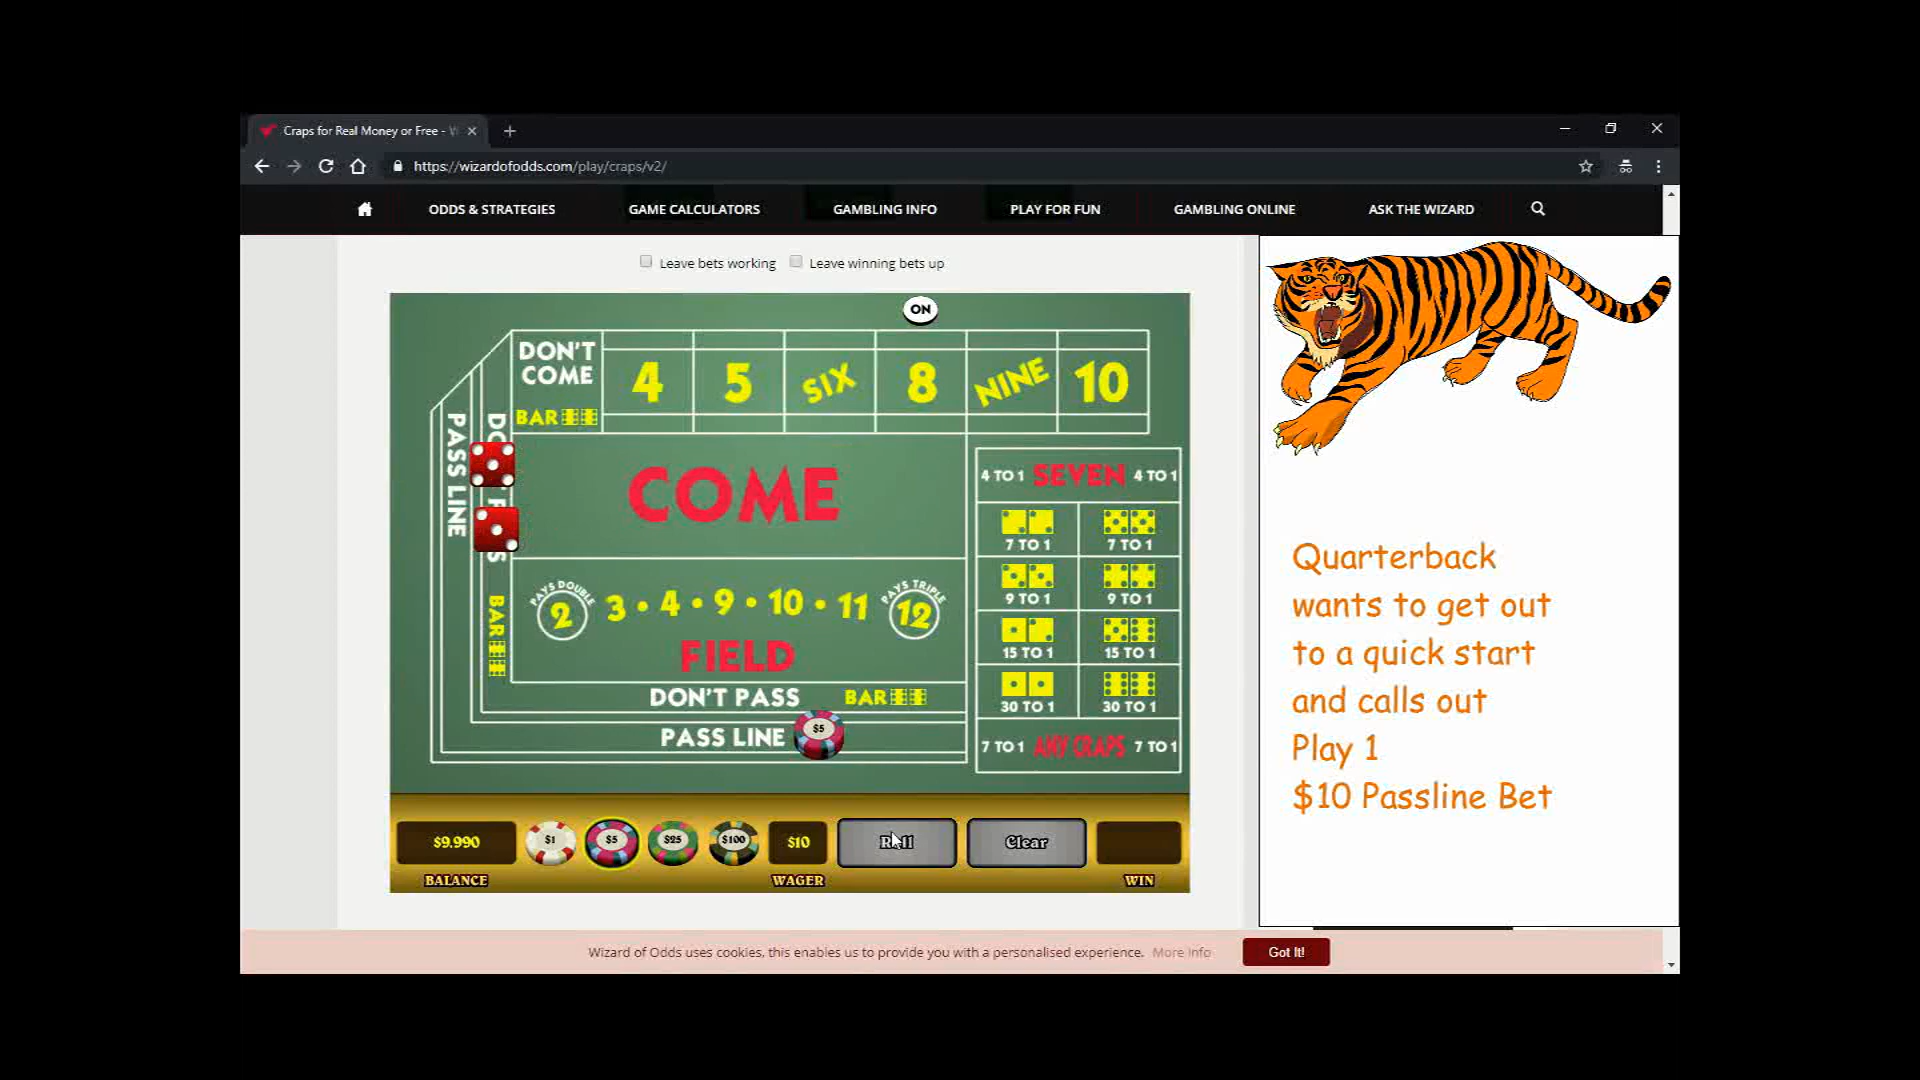 Craps for Real Money or Free - W
https://wizardofodds.com/play/craps/v2/
ODDS & STRATEGIES
GAME CALCULATORS
GAMBLING INFO
PLAY FOR FUN
GAMBLING ONLINE
ASK THE WIZARD
Leave bets working
Leave winning bets up
ON
DON'T COME
BAR
4
5
SIX
8
NINE
10
PASS LINE
BAR
COME
4 TO 1 SEVEN 4 TO 1
7 TO 1
7 TO 1
9 TO 1
9 TO 1
15 TO 1
15 TO 1
30 TO 1
30 TO 1
7 TO 1 ANY CRAPS 7 TO 1
PAYS DOUBLE
2
3 • 4 • 9 • 10 • 11
PAYS TRIPLE
12
FIELD
DON'T PASS BAR
PASS LINE
$5
$9,990
BALANCE
$1
$5
$25
$100
$10
WAGER
Roll
Clear
WIN
Quarterback
wants to get out
to a quick start
and calls out
Play 1
$10 Passline Bet
Wizard of Odds uses cookies, this enables us to provide you with a personalised experience. More Info
Got It!